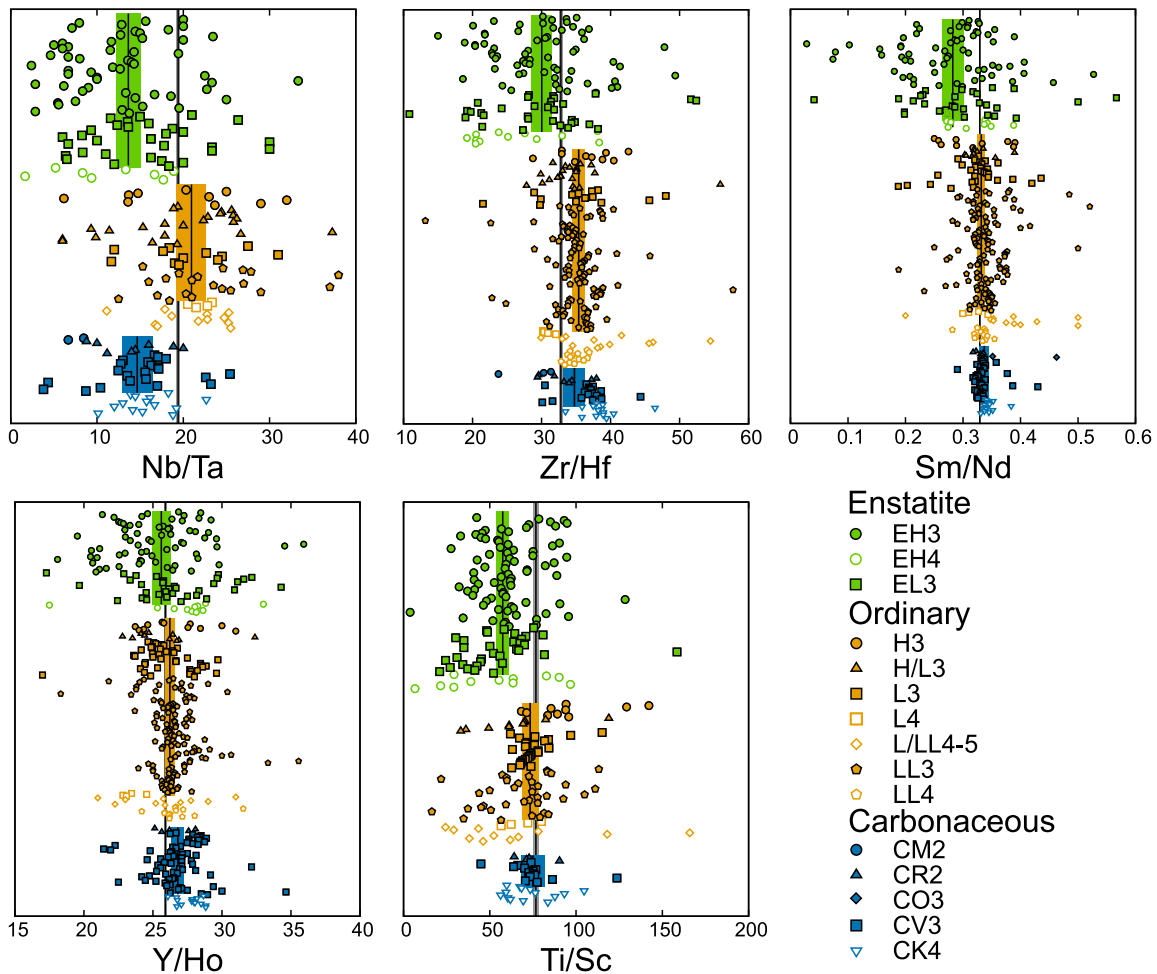 0 10 20 30 40
Nb/Ta
10 20 30 40 50 60
Zr/Hf
0 0.1 0.2 0.3 0.4 0.5 0.6
Sm/Nd
15 20 25 30 35 40
Y/Ho
0 50 100 150 200
Ti/Sc
Enstatite
EH3
EH4
EL3
Ordinary
H3
H/L3
L3
L4
L/LL4-5
LL3
LL4
Carbonaceous
CM2
CR2
CO3
CV3
CK4